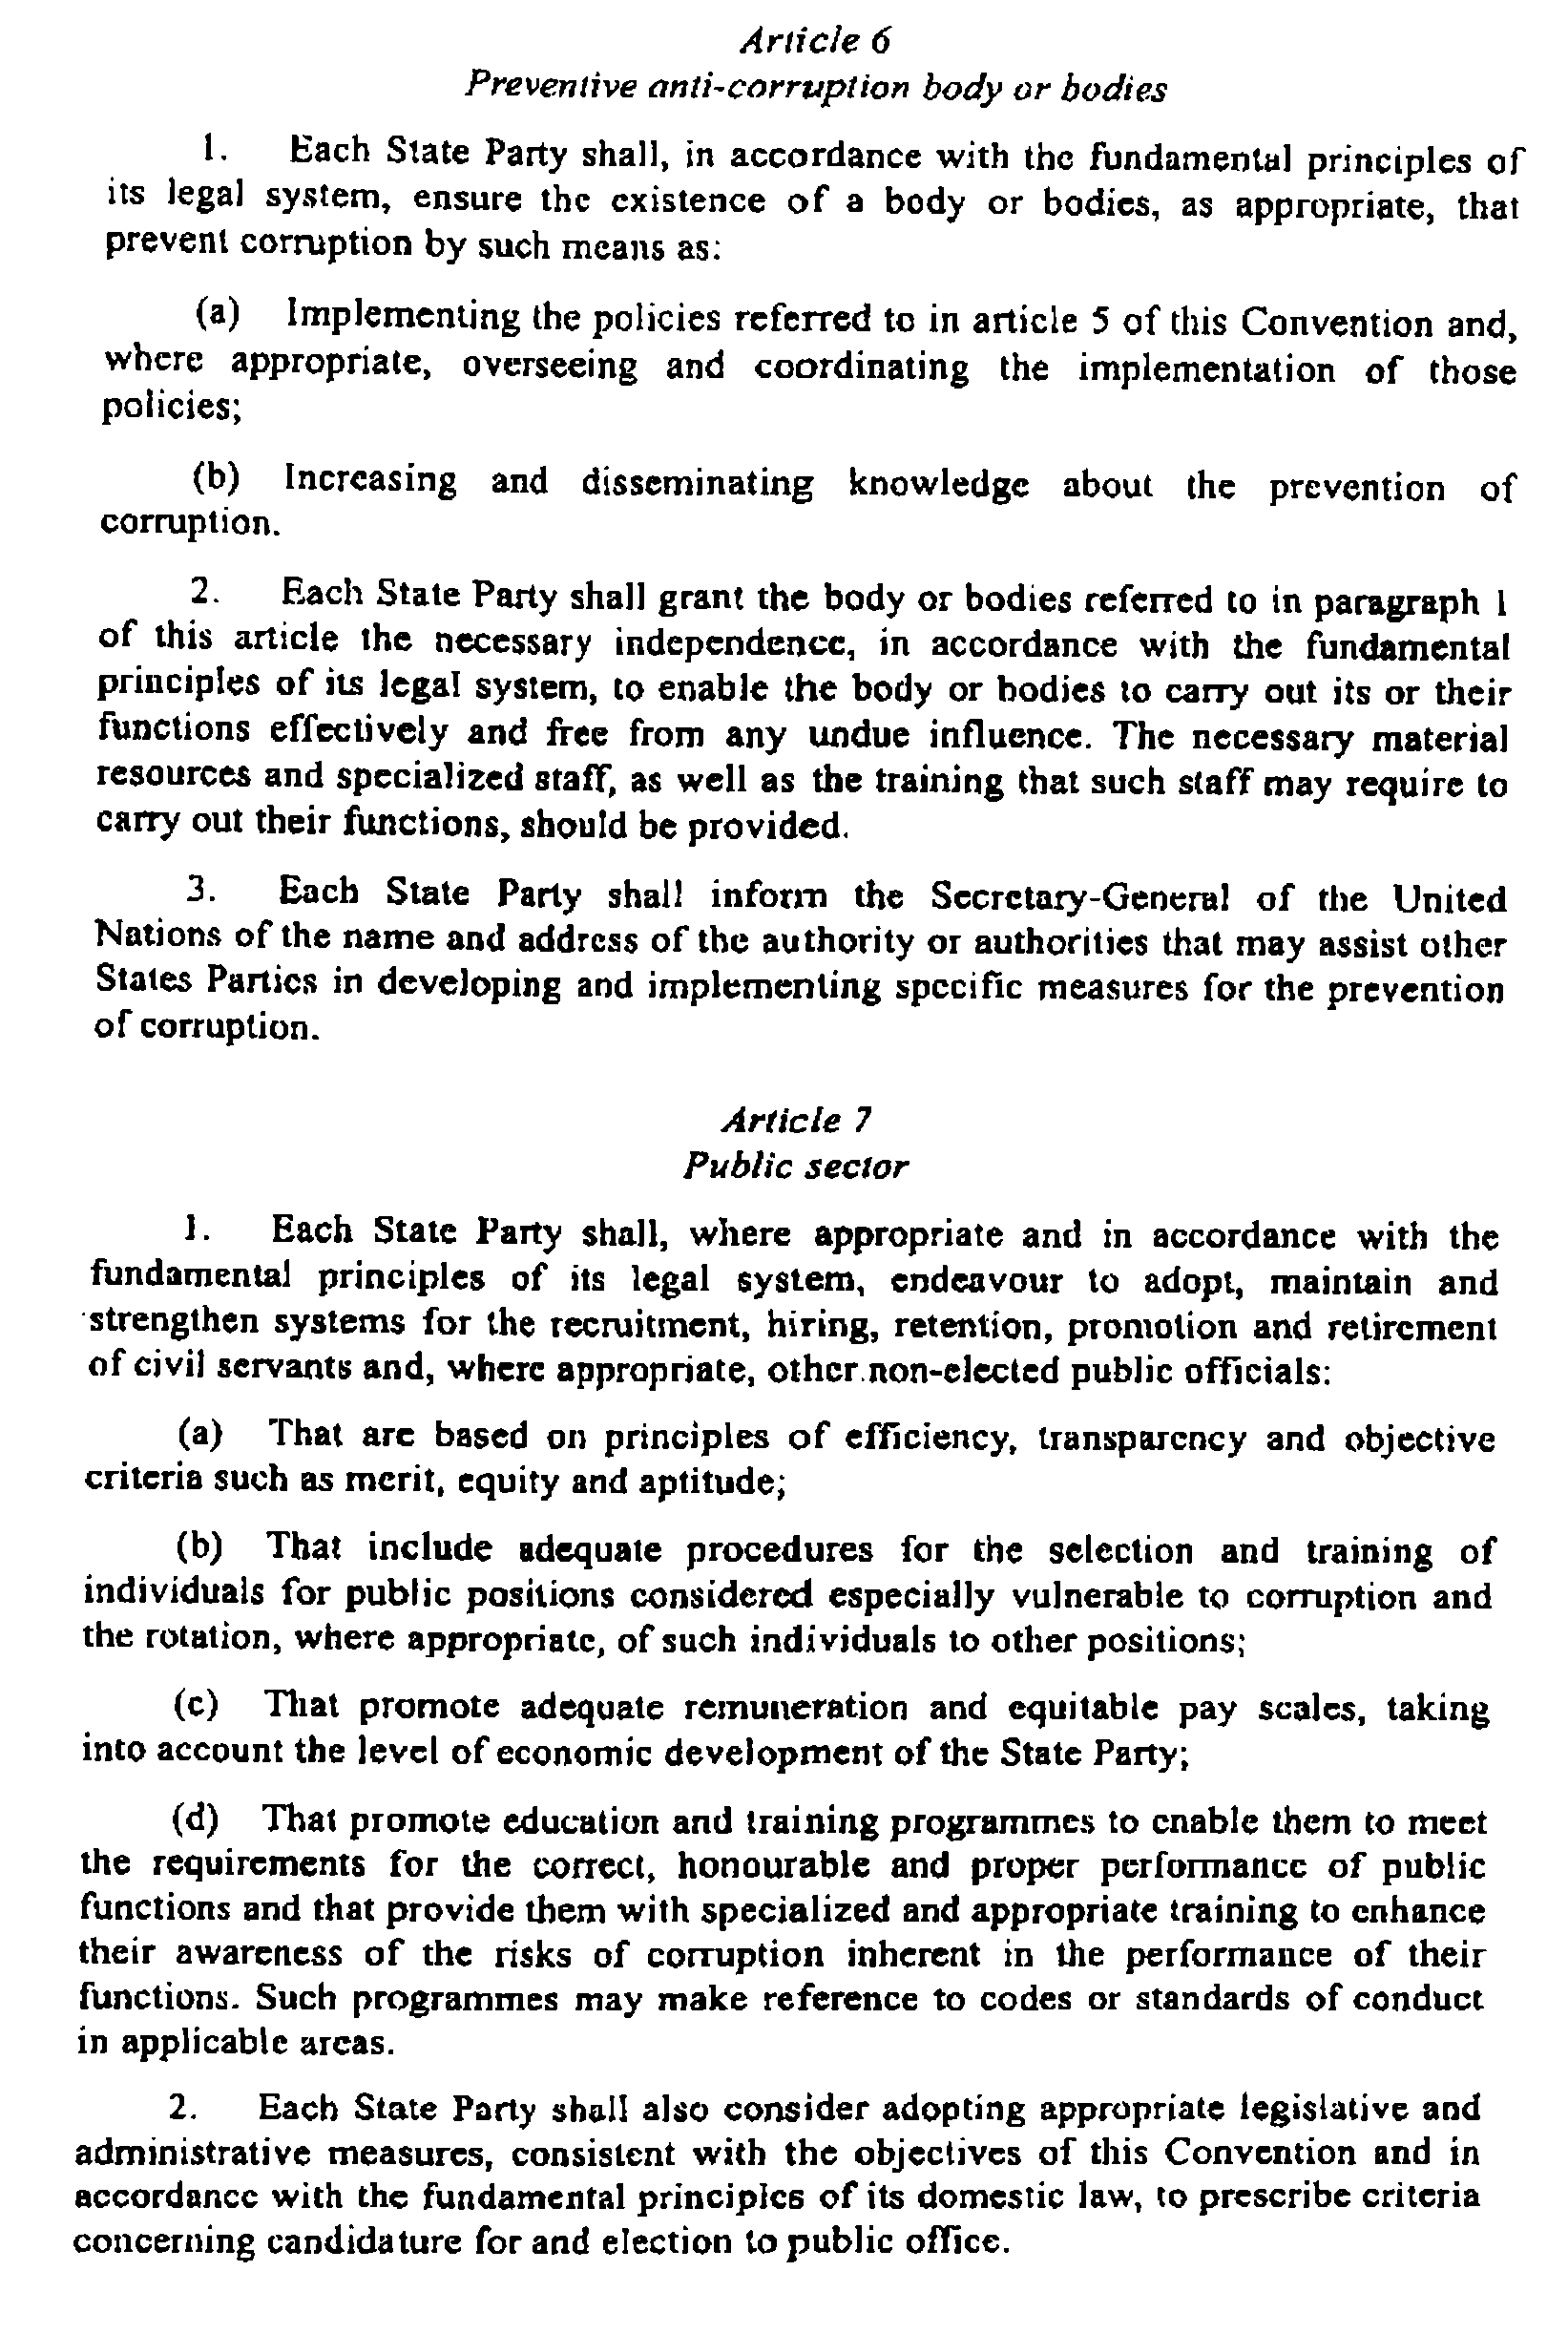 Article 6
Preventive anti-corruption body or bodies
1. Each State Party shall, in accordance with the fundamental principles of
its legal system, ensure the existence of a body or bodies, as appropriate, that
prevent corruption by such means as:
(a) Implementing the policies referred to in article 5 of this Convention and,
where appropriate, overseeing and coordinating the implementation of those
policies;
(b) Increasing and disseminating knowledge about the prevention of
corruption.
2. Each State Party shall grant the body or bodies referred to in paragraph 1
of this article the necessary independence, in accordance with the fundamental
principles of its legal system, to enable the body or bodies to carry out its or their
functions effectively and free from any undue influence. The necessary material
resources and specialized staff, as well as the training that such staff may require to
carry out their functions, should be provided.
3. Each State Party shall inform the Secretary-General of the United
Nations of the name and address of the authority or authorities that may assist other
States Parties in developing and implementing specific measures for the prevention
of corruption.
Article 7
Public sector
1. Each State Party shall, where appropriate and in accordance with the
fundamental principles of its legal system, endeavour to adopt, maintain and
strengthen systems for the recruitment, hiring, retention, promotion and retirement
of civil servants and, where appropriate, other non-elected public officials:
(a) That are based on principles of efficiency, transparency and objective
criteria such as merit, equity and aptitude;
(b) That include adequate procedures for the selection and training of
individuals for public positions considered especially vulnerable to corruption and
the rotation, where appropriate, of such individuals to other positions;
(c) That promote adequate remuneration and equitable pay scales, taking
into account the level of economic development of the State Party;
(d) That promote education and training programmes to enable them to meet
the requirements for the correct, honourable and proper performance of public
functions and that provide them with specialized and appropriate training to enhance
their awareness of the risks of corruption inherent in the performance of their
functions. Such programmes may make reference to codes or standards of conduct
in applicable areas.
2. Each State Party shall also consider adopting appropriate legislative and
administrative measures, consistent with the objectives of this Convention and in
accordance with the fundamental principles of its domestic law, to prescribe criteria
concerning candidature for and election to public office.